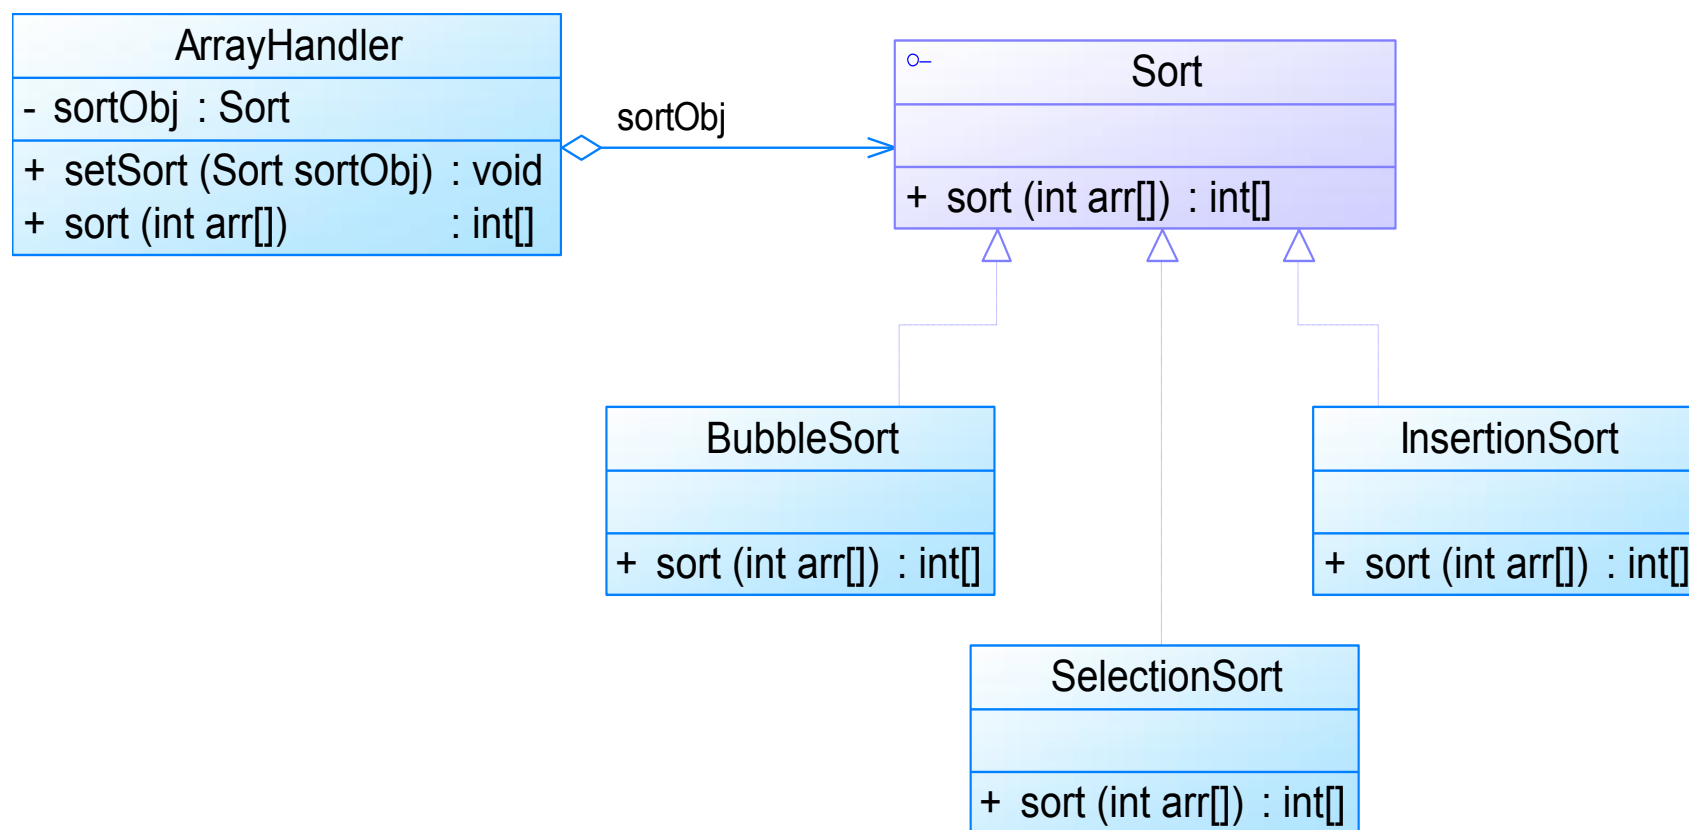 ArrayHandler
- sortObj : Sort
+ setSort (Sort sortObj) : void
+ sort (int arr[]) : int[]
sortObj
Sort
+ sort (int arr[]) : int[]
BubbleSort
+ sort (int arr[]) : int[]
InsertionSort
+ sort (int arr[]) : int[]
SelectionSort
+ sort (int arr[]) : int[]